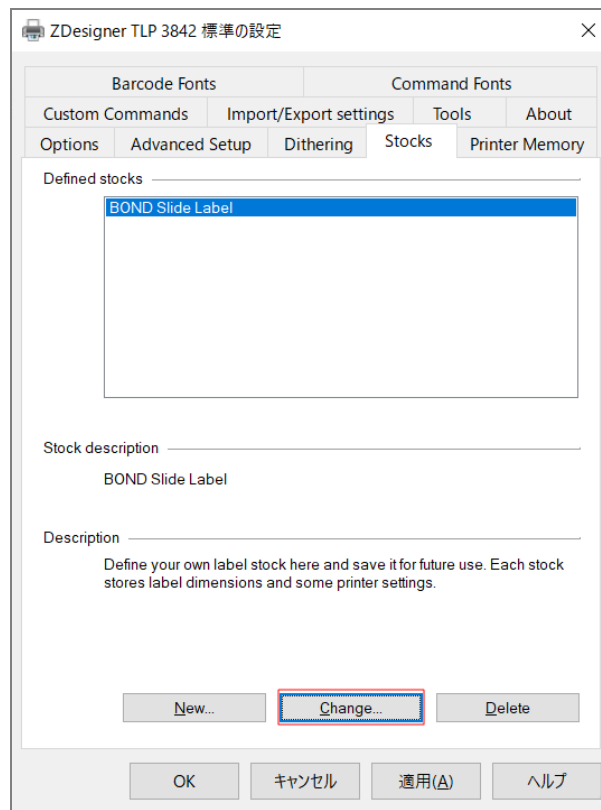 ZDesigner TLP 3842 標準の設定
Barcode Fonts Command Fonts
Custom Commands Import/Export settings Tools About
Options Advanced Setup Dithering Stocks Printer Memory
Defined stocks
BOND Slide Label
Stock description
BOND Slide Label
Description
Define your own label stock here and save it for future use. Each stock
stores label dimensions and some printer settings.
New... Change... Delete
OK キャンセル 適用(A) ヘルプ